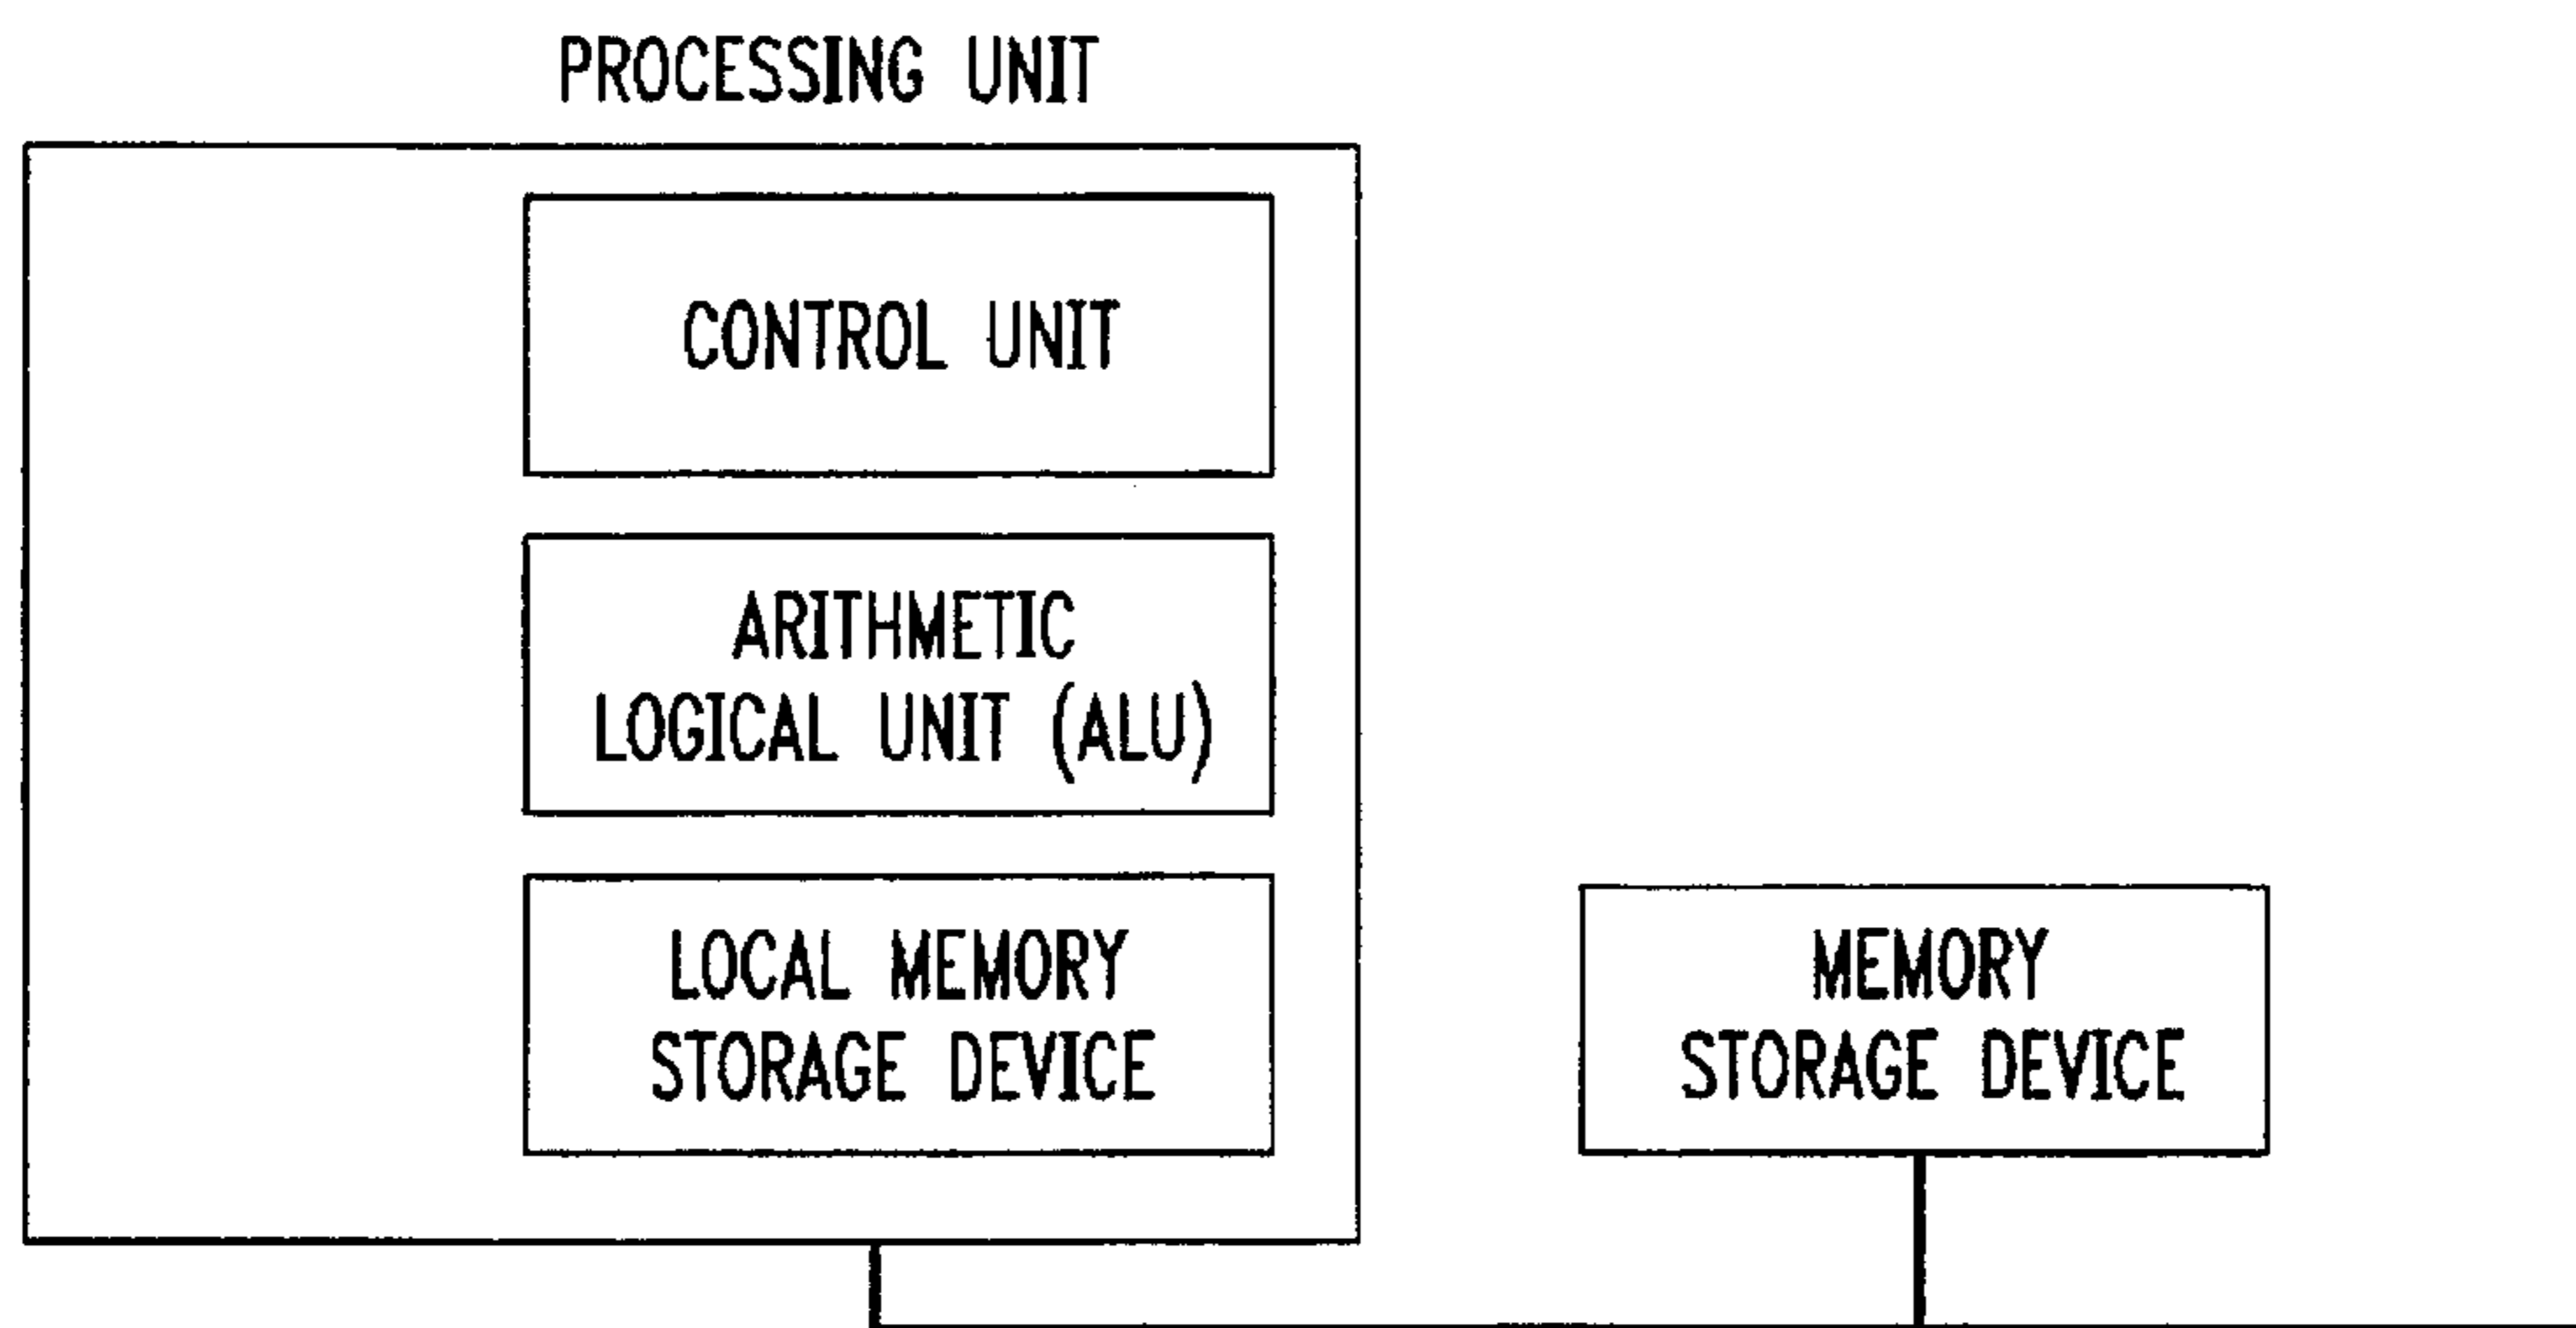 PROCESSING UNIT
CONTROL UNIT
ARITHMETIC
LOGICAL UNIT (ALU)
LOCAL MEMORY
STORAGE DEVICE
MEMORY
STORAGE DEVICE